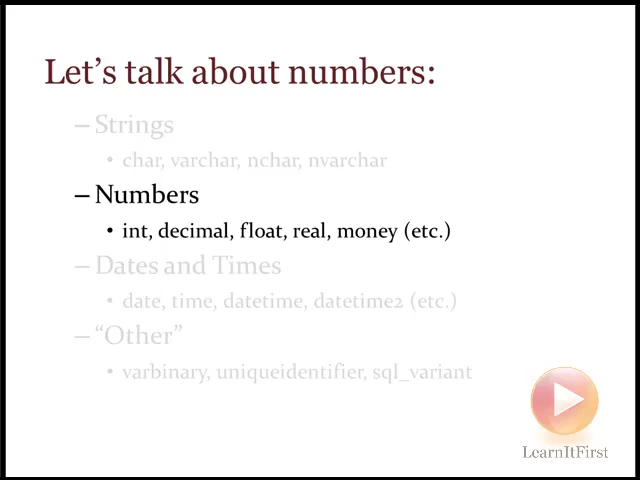 Let's talk about numbers:
– Strings
• char, varchar, nchar, nvarchar
– Numbers
• int, decimal, float, real, money (etc.)
– Dates and Times
• date, time, datetime, datetime2 (etc.)
– “Other”
• varbinary, uniqueidentifier, sql_variant
LearnItFirst